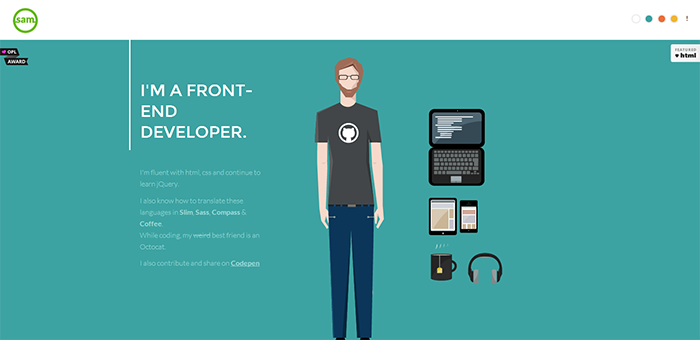 .sam.
OPL
AWARD
FEATURED
html
I'M A FRONT-
END
DEVELOPER.
I'm fluent with html, css and continue to
learn jQuery.
I also know how to translate these
languages in Slim, Sass, Compass &
Coffee.
While coding, my weird best friend is an
Octocat.
I also contribute and share on Codepen